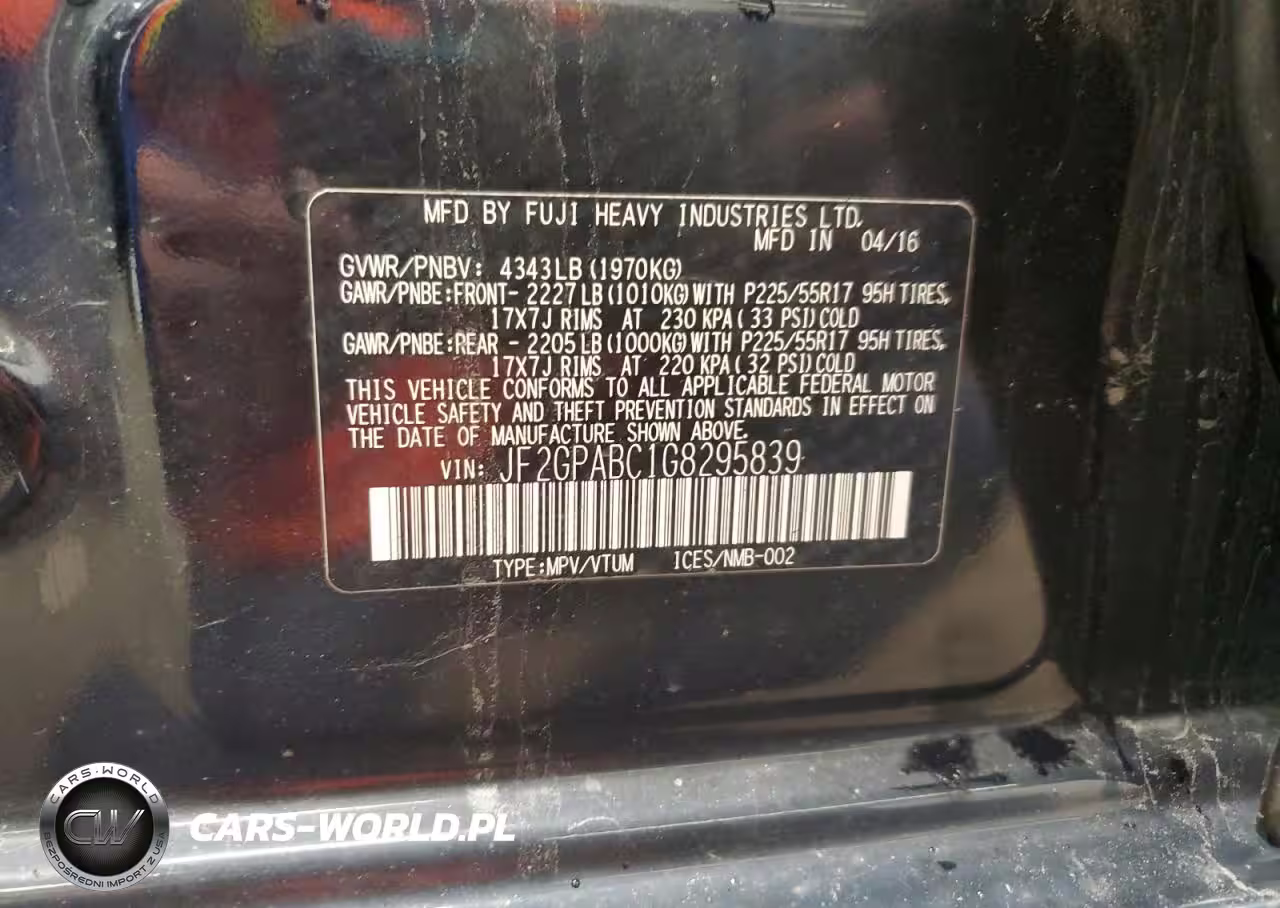 MFD BY FUJI HEAVY INDUSTRIES LTD.
MFD IN 04/16
GVWR/PNBV: 4343LB(1970KG)
GAWR/PNBE:FRONT- 2227LB(1010KG)WITH P225/55R17 95H TIRES,
17X7J RIMS AT 230 KPA( 33 PSI)COLD
GAWR/PNBE:REAR - 2205LB(1000KG)WITH P225/55R17 95H TIRES,
17X7J RIMS AT 220 KPA( 32 PSI)COLD
THIS VEHICLE CONFORMS TO ALL APPLICABLE FEDERAL MOTOR
VEHICLE SAFETY AND THEFT PREVENTION STANDARDS IN EFFECT ON
THE DATE OF MANUFACTURE SHOWN ABOVE.
VIN: JF2GPABC1G8295839
TYPE:MPV/VTUM ICES/NMB-002
CARS-WORLD
CW
BEZPOŚREDNI IMPORT Z USA
CARS-WORLD.PL